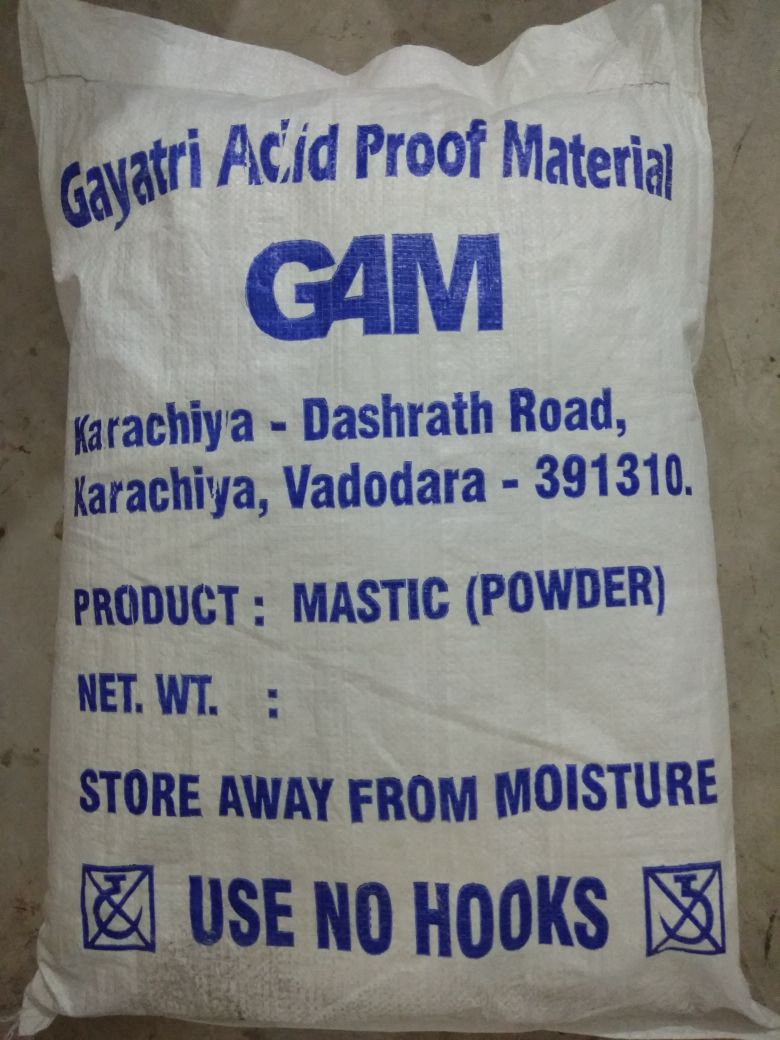 Gayatri Acid Proof Material
GAM
Karachiya - Dashrath Road,
Karachiya, Vadodara - 391310.
PRODUCT : MASTIC (POWDER)
NET. WT. :
STORE AWAY FROM MOISTURE
USE NO HOOKS